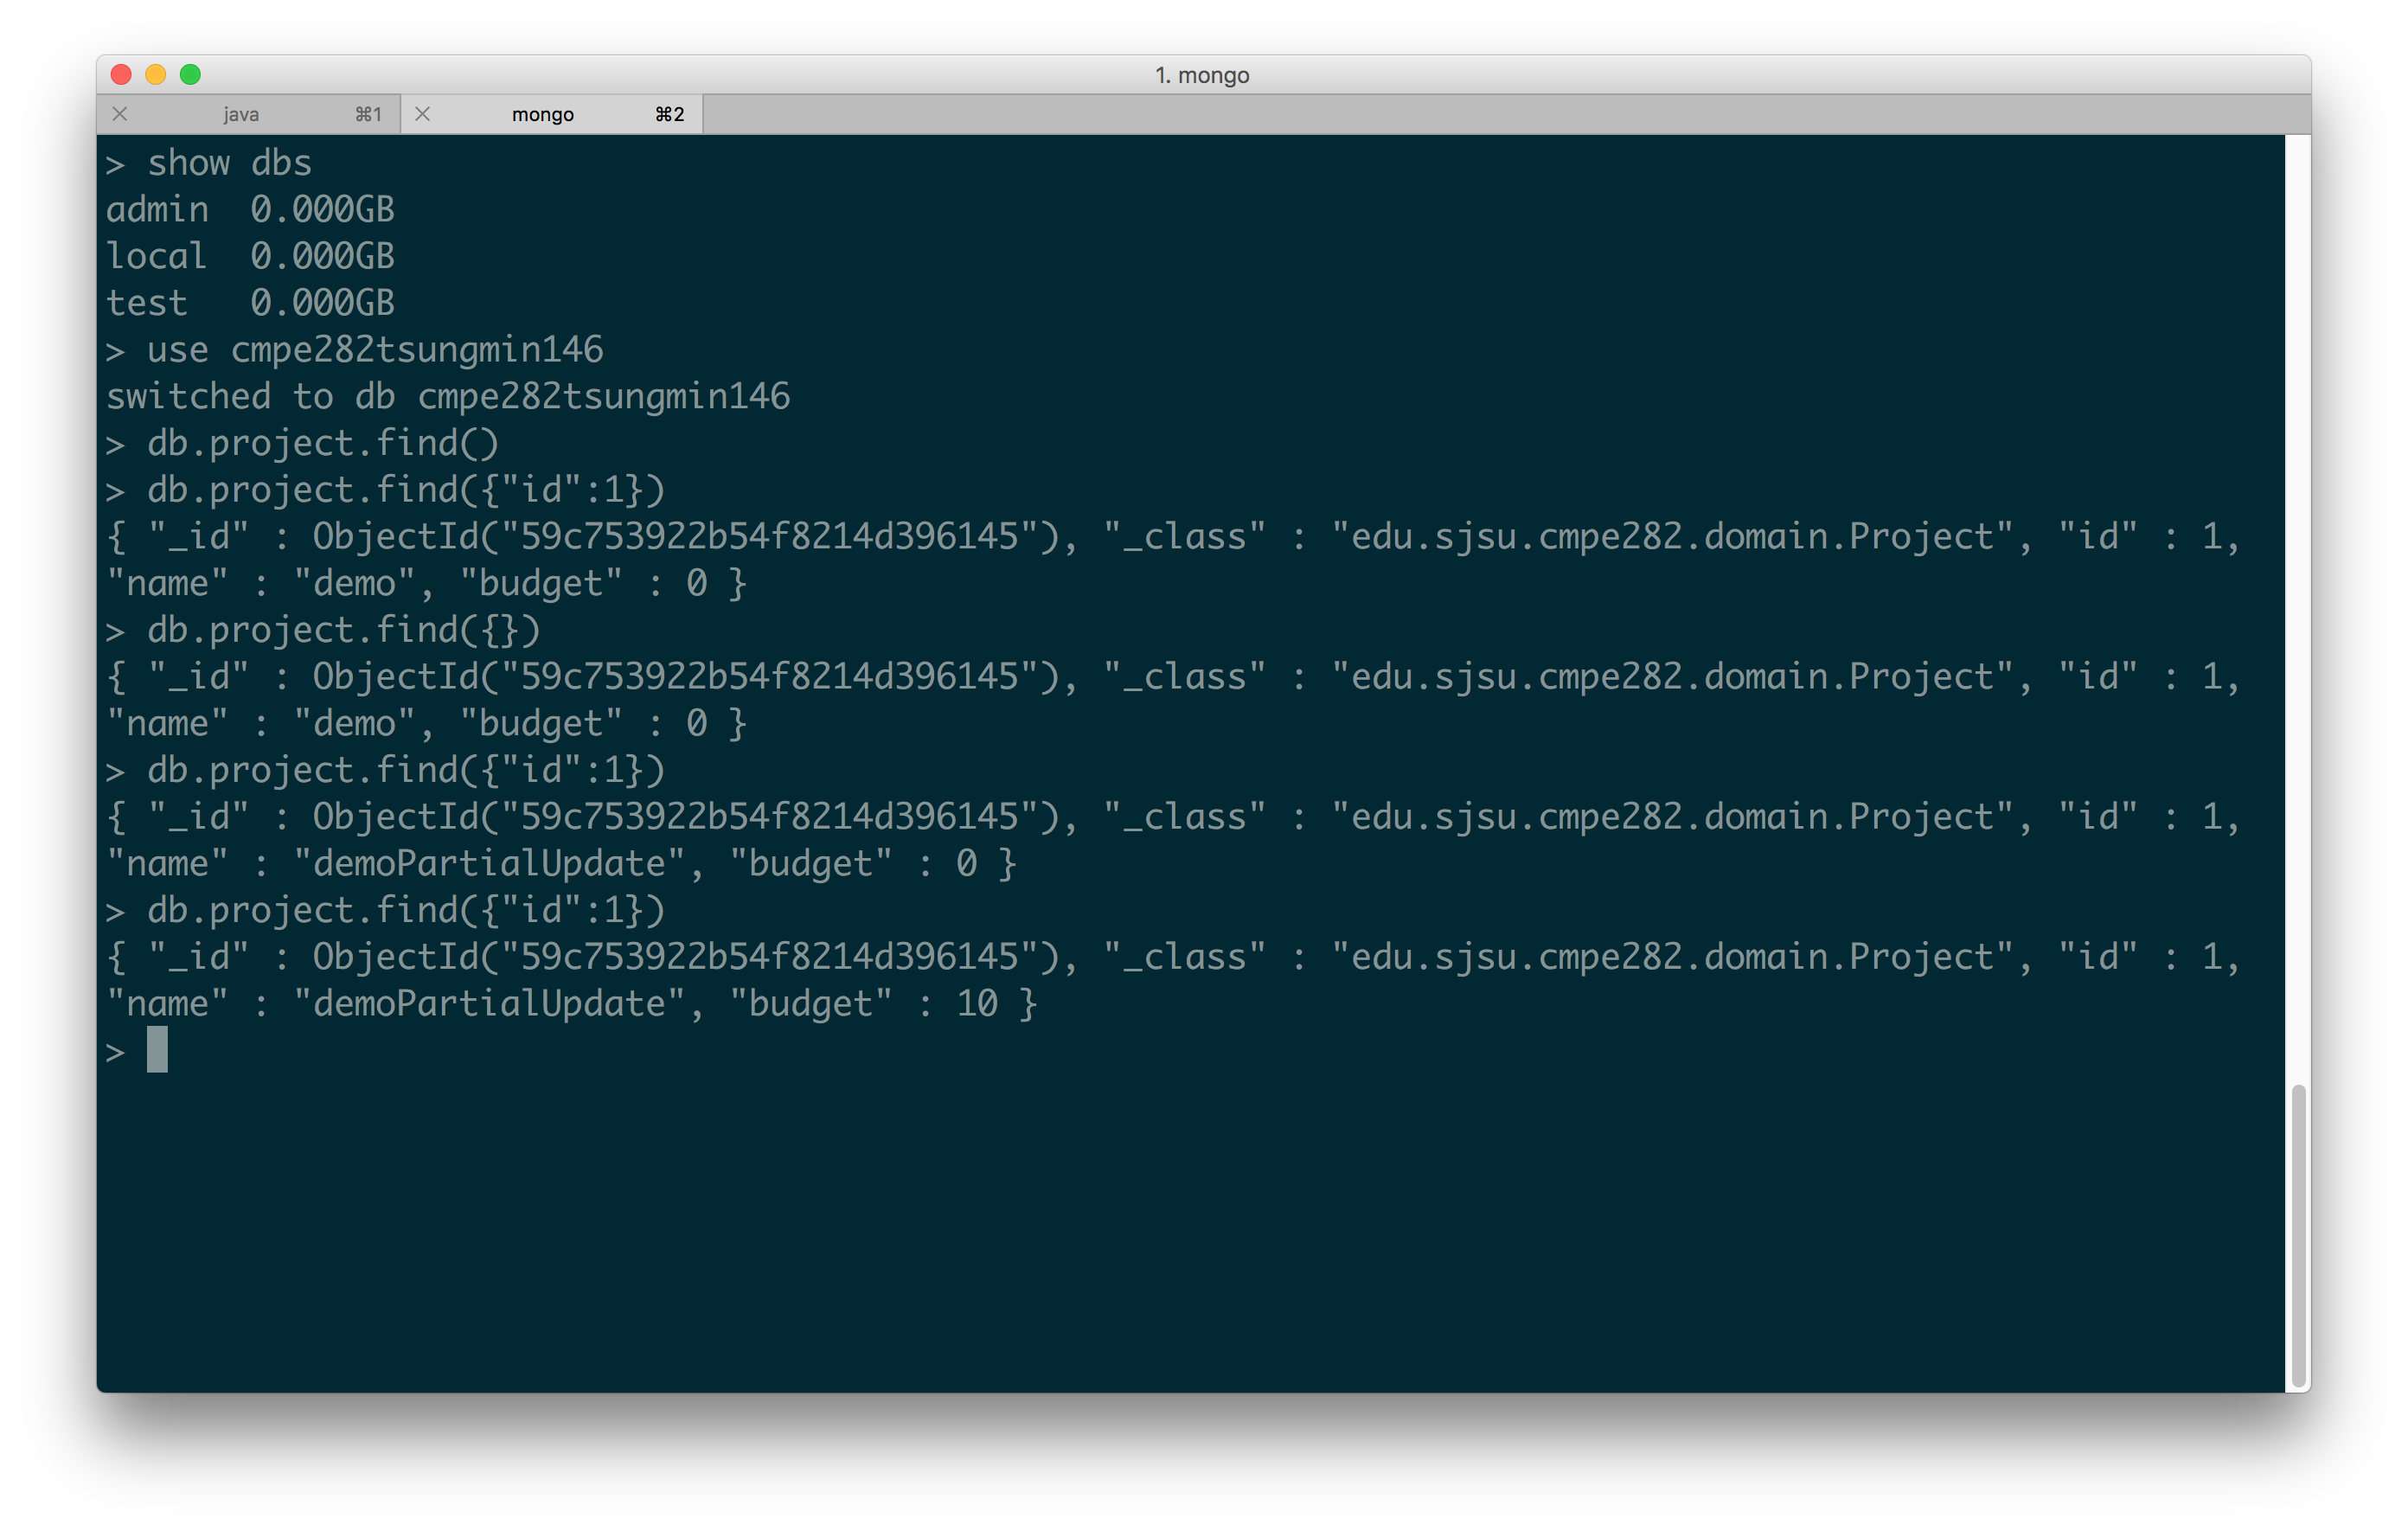 1. mongo
java ⌘1 mongo ⌘2
> show dbs
admin  0.000GB
local  0.000GB
test   0.000GB
> use cmpe282tsungmin146
switched to db cmpe282tsungmin146
> db.project.find()
> db.project.find({"id":1})
{ "_id" : ObjectId("59c753922b54f8214d396145"), "_class" : "edu.sjsu.cmpe282.domain.Project", "id" : 1,
"name" : "demo", "budget" : 0 }
> db.project.find({})
{ "_id" : ObjectId("59c753922b54f8214d396145"), "_class" : "edu.sjsu.cmpe282.domain.Project", "id" : 1,
"name" : "demo", "budget" : 0 }
> db.project.find({"id":1})
{ "_id" : ObjectId("59c753922b54f8214d396145"), "_class" : "edu.sjsu.cmpe282.domain.Project", "id" : 1,
"name" : "demoPartialUpdate", "budget" : 0 }
> db.project.find({"id":1})
{ "_id" : ObjectId("59c753922b54f8214d396145"), "_class" : "edu.sjsu.cmpe282.domain.Project", "id" : 1,
"name" : "demoPartialUpdate", "budget" : 10 }
>